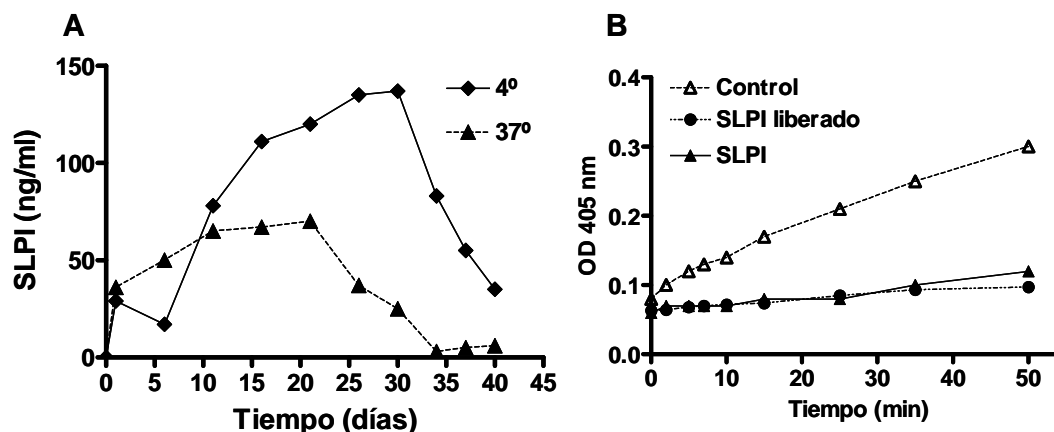 A
SLPI (ng/ml)
150
100
50
0
0 5 10 15 20 25 30 35 40 45
Tiempo (días)
4º
37º
B
OD 405 nm
0.4
0.3
0.2
0.1
0.0
0 10 20 30 40 50
Tiempo (min)
Control
SLPI liberado
SLPI